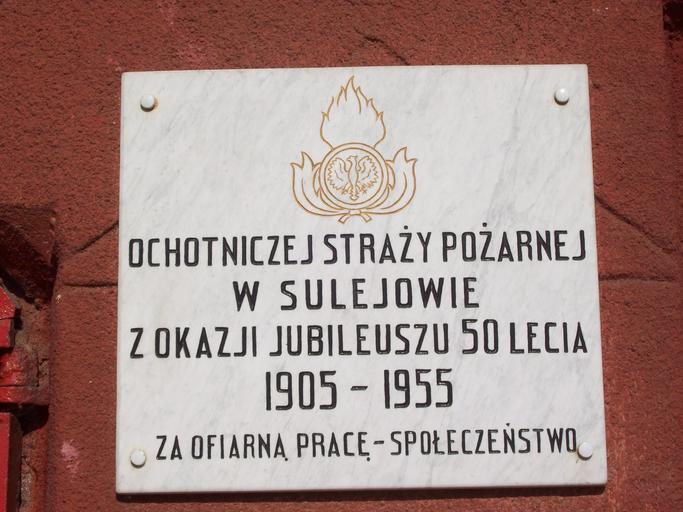 OCHOTNICZEJ STRAŻY POŻARNEJ
W SULEJOWIE
Z OKAZJI JUBILEUSZU 50 LECIA
1905 - 1955
ZA OFIARNĄ PRACĘ - SPOŁECZEŃSTWO